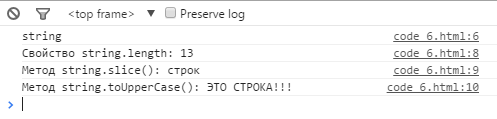 <top frame> Preserve log
string code 6.html:6
Свойство string.length: 13 code 6.html:8
Метод string.slice(): строк code 6.html:9
Метод string.toUpperCase(): ЭТО СТРОКА!!! code 6.html:10
>